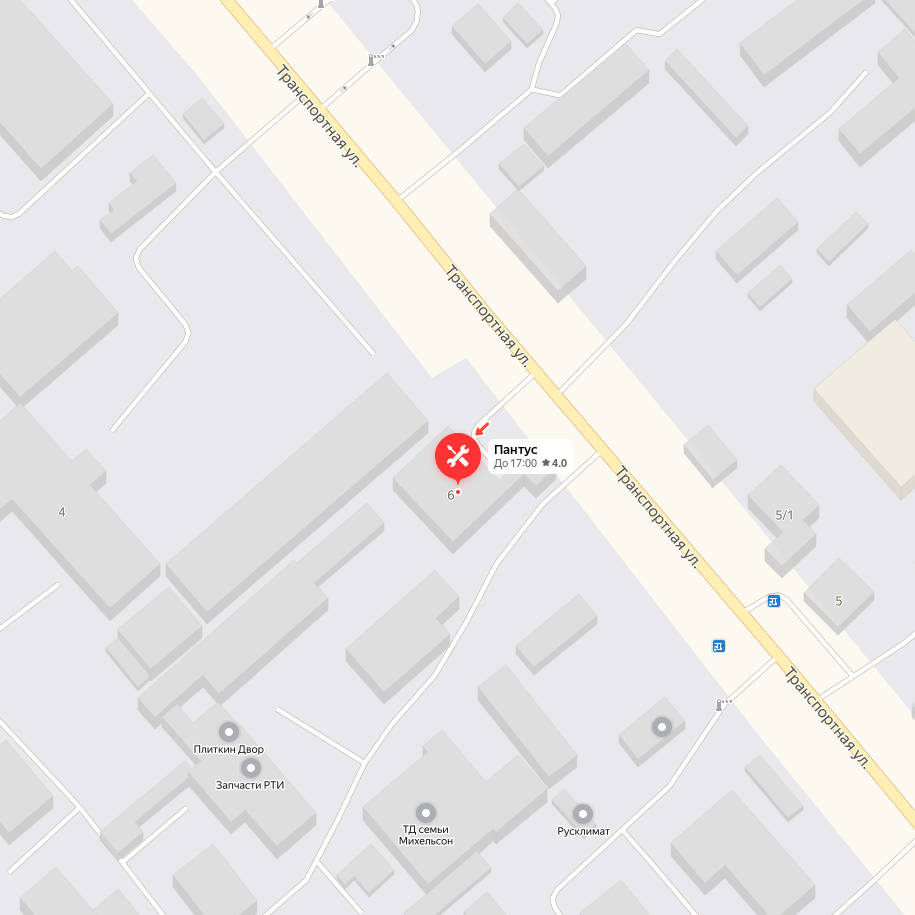 Транспортная ул.
Транспортная ул.
Пантус
До 17:00 ★4.0
6
4
Транспортная ул.
5/1
5
Транспортная ул.
Плиткин Двор
Запчасти РТИ
ТД семьи
Михельсон
Русклимат